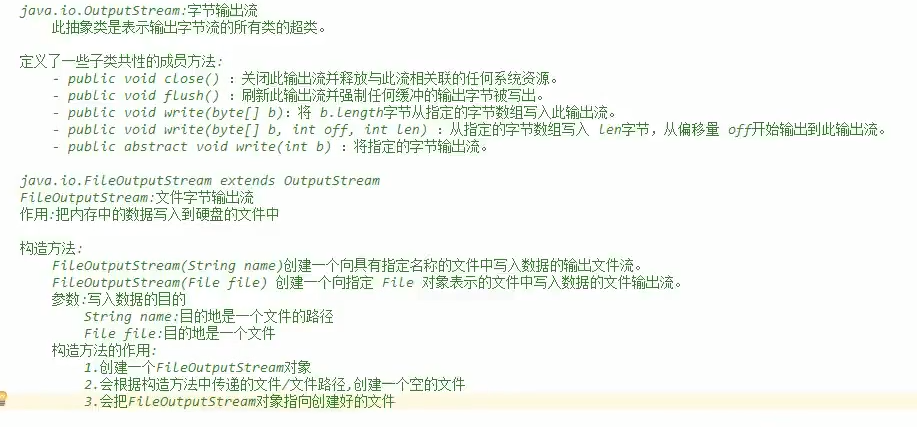 java.io.OutputStream:字节输出流
此抽象类是表示输出字节流的所有类的超类。
定义了一些子类共性的成员方法:
- public void close() ：关闭此输出流并释放与此流相关联的任何系统资源。
- public void flush() ：刷新此输出流并强制任何缓冲的输出字节被写出。
- public void write(byte[] b)：将 b.length字节从指定的字节数组写入此输出流。
- public void write(byte[] b, int off, int len) ：从指定的字节数组写入 len字节，从偏移量 off开始输出到此输出流。
- public abstract void write(int b) ：将指定的字节输出流。
java.io.FileOutputStream extends OutputStream
FileOutputStream:文件字节输出流
作用:把内存中的数据写入到硬盘的文件中
构造方法:
FileOutputStream(String name)创建一个向具有指定名称的文件中写入数据的输出文件流。
FileOutputStream(File file) 创建一个向指定 File 对象表示的文件中写入数据的文件输出流。
参数:写入数据的目的
String name:目的地是一个文件的路径
File file:目的地是一个文件
构造方法的作用:
1.创建一个FileOutputStream对象
2.会根据构造方法中传递的文件/文件路径,创建一个空的文件
3.会把FileOutputStream对象指向创建好的文件